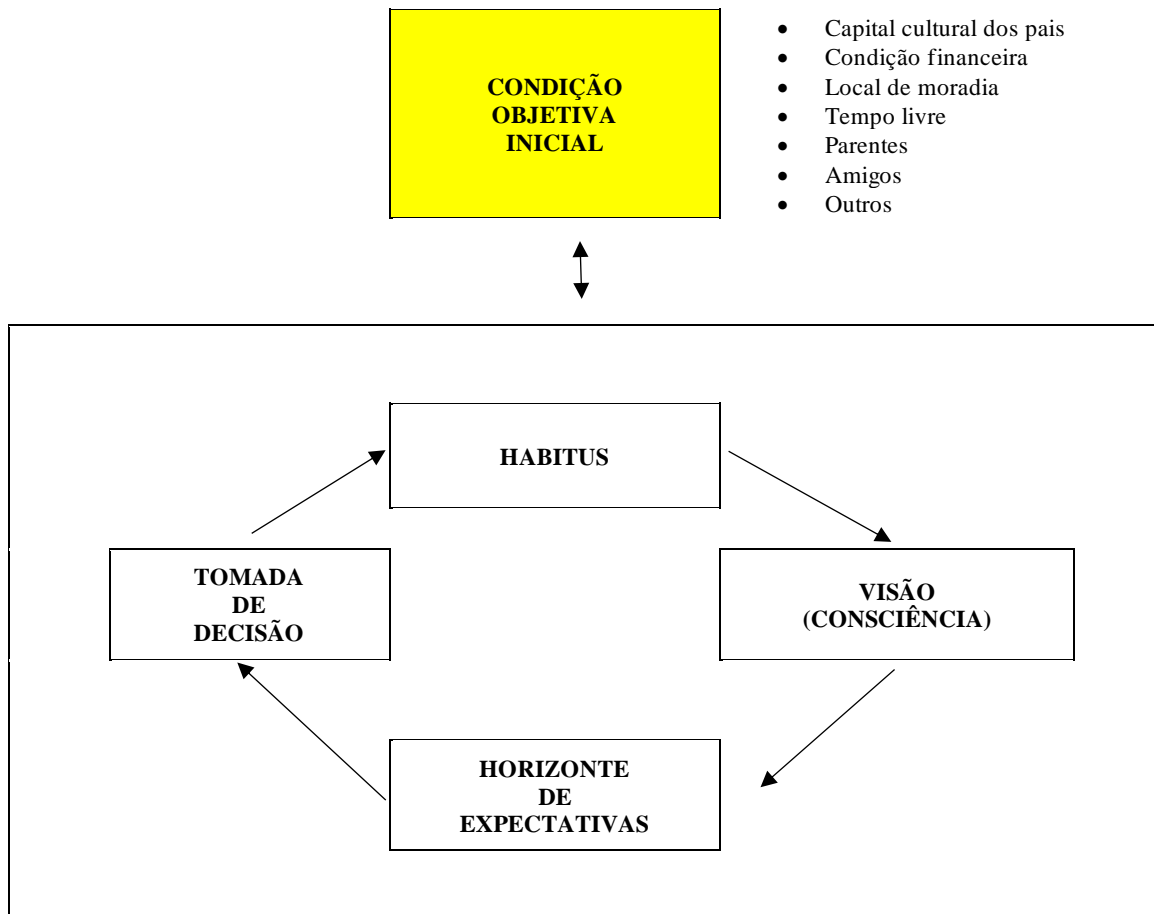 CONDIÇÃO
OBJETIVA
INICIAL
• Capital cultural dos pais
• Condição financeira
• Local de moradia
• Tempo livre
• Parentes
• Amigos
• Outros
HABITUS
TOMADA
DE
DECISÃO
VISÃO
(CONSCIÊNCIA)
HORIZONTE
DE
EXPECTATIVAS